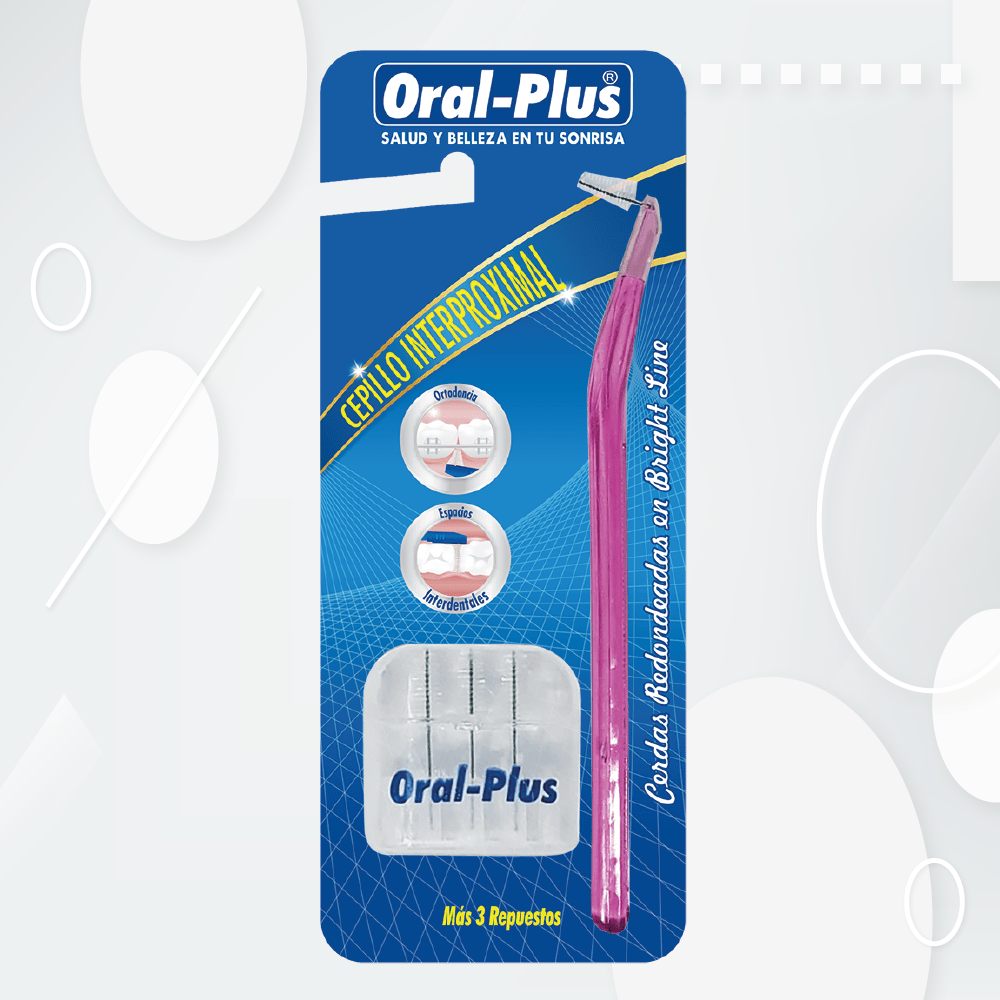 Oral-Plus®
SALUD Y BELLEZA EN TU SONRISA
CEPILLO INTERPROXIMAL
Ortodoncia
Espacios
Interdentales
Cerdas Redondeadas en Bright Line
Oral-Plus
Más 3 Repuestos